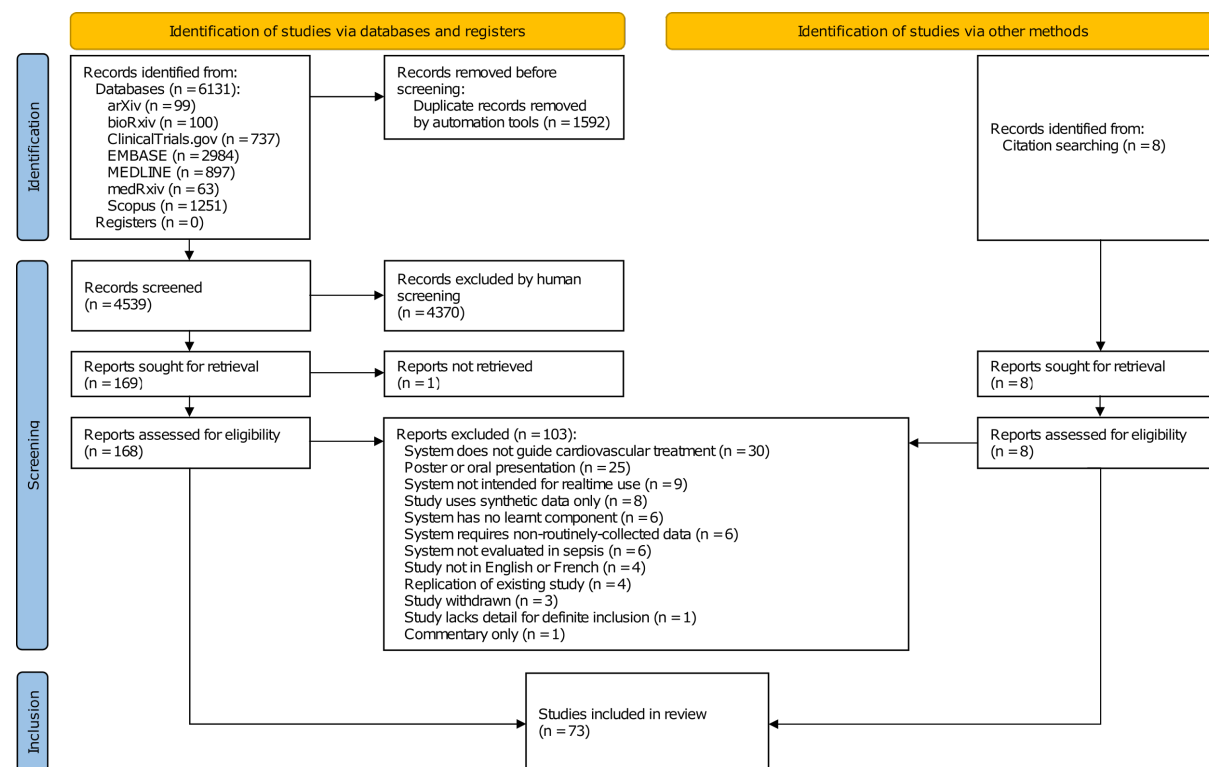 Identification of studies via databases and registers
Identification of studies via other methods
Identification
Records identified from:
Databases (n = 6131):
arXiv (n = 99)
bioRxiv (n = 100)
ClinicalTrials.gov (n = 737)
EMBASE (n = 2984)
MEDLINE (n = 897)
medRxiv (n = 63)
Scopus (n = 1251)
Registers (n = 0)
Records removed before
screening:
Duplicate records removed
by automation tools (n = 1592)
Records identified from:
Citation searching (n = 8)
Screening
Records screened
(n = 4539)
Records excluded by human
screening
(n = 4370)
Reports sought for retrieval
(n = 169)
Reports not retrieved
(n = 1)
Reports sought for retrieval
(n = 8)
Reports assessed for eligibility
(n = 168)
Reports excluded (n = 103):
System does not guide cardiovascular treatment (n = 30)
Poster or oral presentation (n = 25)
System not intended for realtime use (n = 9)
Study uses synthetic data only (n = 8)
System has no learnt component (n = 6)
System requires non-routinely-collected data (n = 6)
System not evaluated in sepsis (n = 6)
Study not in English or French (n = 4)
Replication of existing study (n = 4)
Study withdrawn (n = 3)
Study lacks detail for definite inclusion (n = 1)
Commentary only (n = 1)
Reports assessed for eligibility
(n = 8)
Inclusion
Studies included in review
(n = 73)